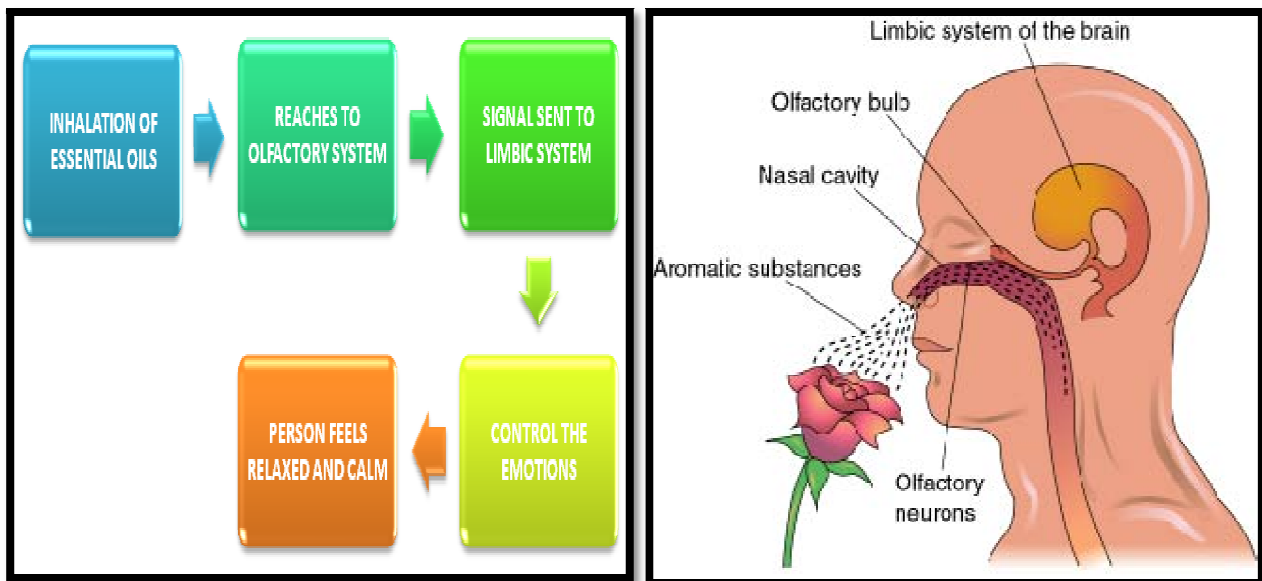 INHALATION OF
ESSENTIAL OILS
REACHES TO
OLFACTORY SYSTEM
SIGNAL SENT TO
LIMBIC SYSTEM
PERSON FEELS
RELAXED AND CALM
CONTROL THE
EMOTIONS
Limbic system of the brain
Olfactory bulb
Nasal cavity
Aromatic substances
Olfactory
neurons